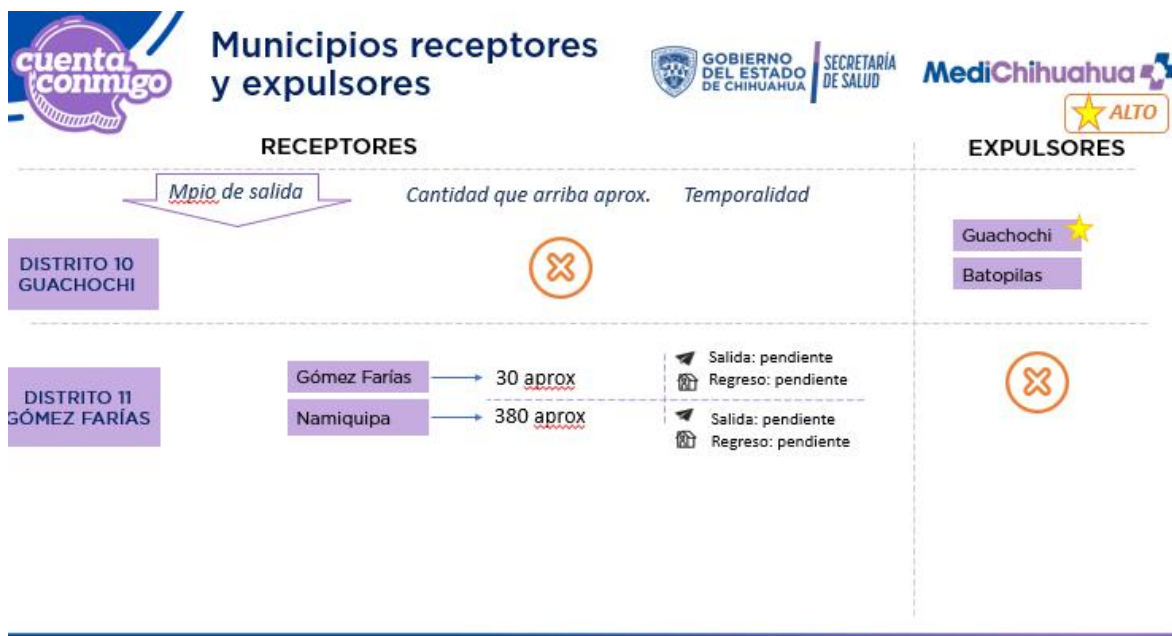 cuenta
conmigo
Municipios receptores
y expulsores
GOBIERNO
DEL ESTADO
DE CHIHUAHUA
SECRETARÍA
DE SALUD
MediChihuahua
ALTO
RECEPTORES
EXPULSORES
Mpio de salida
Cantidad que arriba aprox.
Temporalidad
DISTRITO 10
GUACHOCHI
Guachochi
Batopilas
DISTRITO 11
GÓMEZ FARÍAS
Gómez Farías
30 aprox
Salida: pendiente
Regreso: pendiente
Namiquipa
380 aprox
Salida: pendiente
Regreso: pendiente